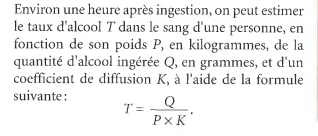 Environ une heure après ingestion, on peut estimer
le taux d'alcool T dans le sang d'une personne, en
fonction de son poids P, en kilogrammes, de la
quantité d'alcool ingérée Q, en grammes, et d'un
coefficient de diffusion K, à l'aide de la formule
suivante :
T = Q / (P × K).